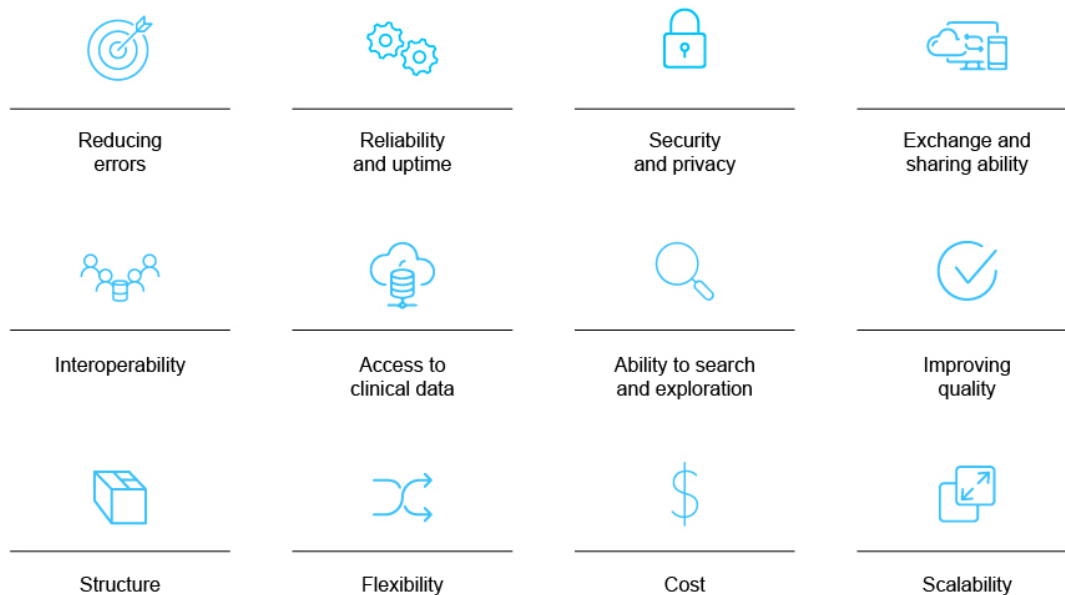 Reducing
errors
Reliability
and uptime
Security
and privacy
Exchange and
sharing ability
Interoperability
Access to
clinical data
Ability to search
and exploration
Improving
quality
Structure
Flexibility
Cost
Scalability